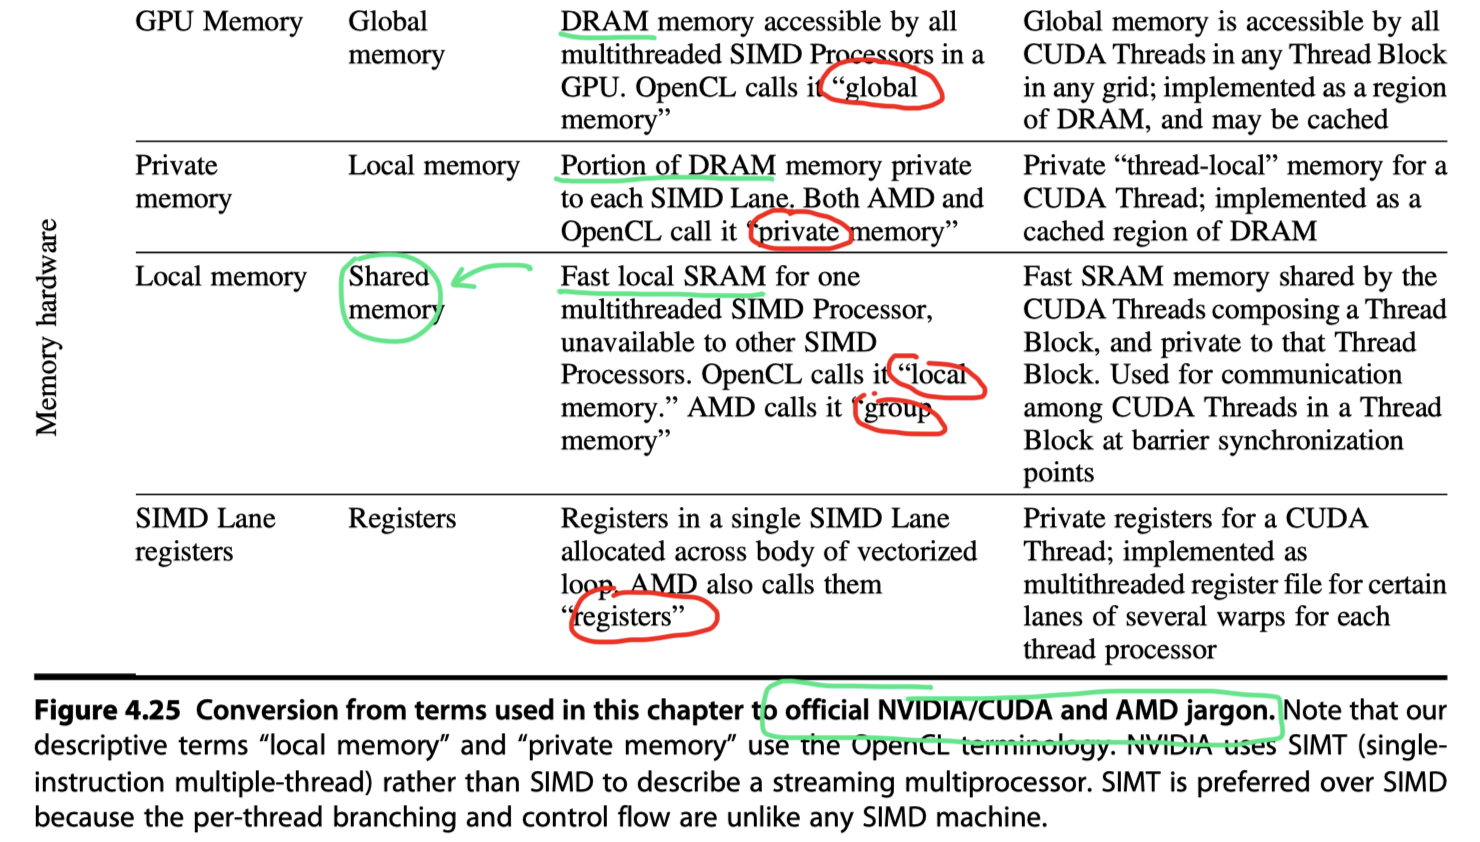 GPU Memory
Global
memory
DRAM memory accessible by all
multithreaded SIMD Processors in a
GPU. OpenCL calls it “global
memory”
Global memory is accessible by all
CUDA Threads in any Thread Block
in any grid; implemented as a region
of DRAM, and may be cached
Private
memory
Local memory
Portion of DRAM memory private
to each SIMD Lane. Both AMD and
OpenCL call it “private memory”
Private “thread-local” memory for a
CUDA Thread; implemented as a
cached region of DRAM
Memory hardware
Local memory
Shared
memory
Fast local SRAM for one
multithreaded SIMD Processor,
unavailable to other SIMD
Processors. OpenCL calls it “local
memory.” AMD calls it “group
memory”
Fast SRAM memory shared by the
CUDA Threads composing a Thread
Block, and private to that Thread
Block. Used for communication
among CUDA Threads in a Thread
Block at barrier synchronization
points
SIMD Lane
registers
Registers
Registers in a single SIMD Lane
allocated across body of vectorized
loop. AMD also calls them
“registers”
Private registers for a CUDA
Thread; implemented as
multithreaded register file for certain
lanes of several warps for each
thread processor
Figure 4.25 Conversion from terms used in this chapter to official NVIDIA/CUDA and AMD jargon. Note that our
descriptive terms “local memory” and “private memory” use the OpenCL terminology. NVIDIA uses SIMT (single-
instruction multiple-thread) rather than SIMD to describe a streaming multiprocessor. SIMT is preferred over SIMD
because the per-thread branching and control flow are unlike any SIMD machine.